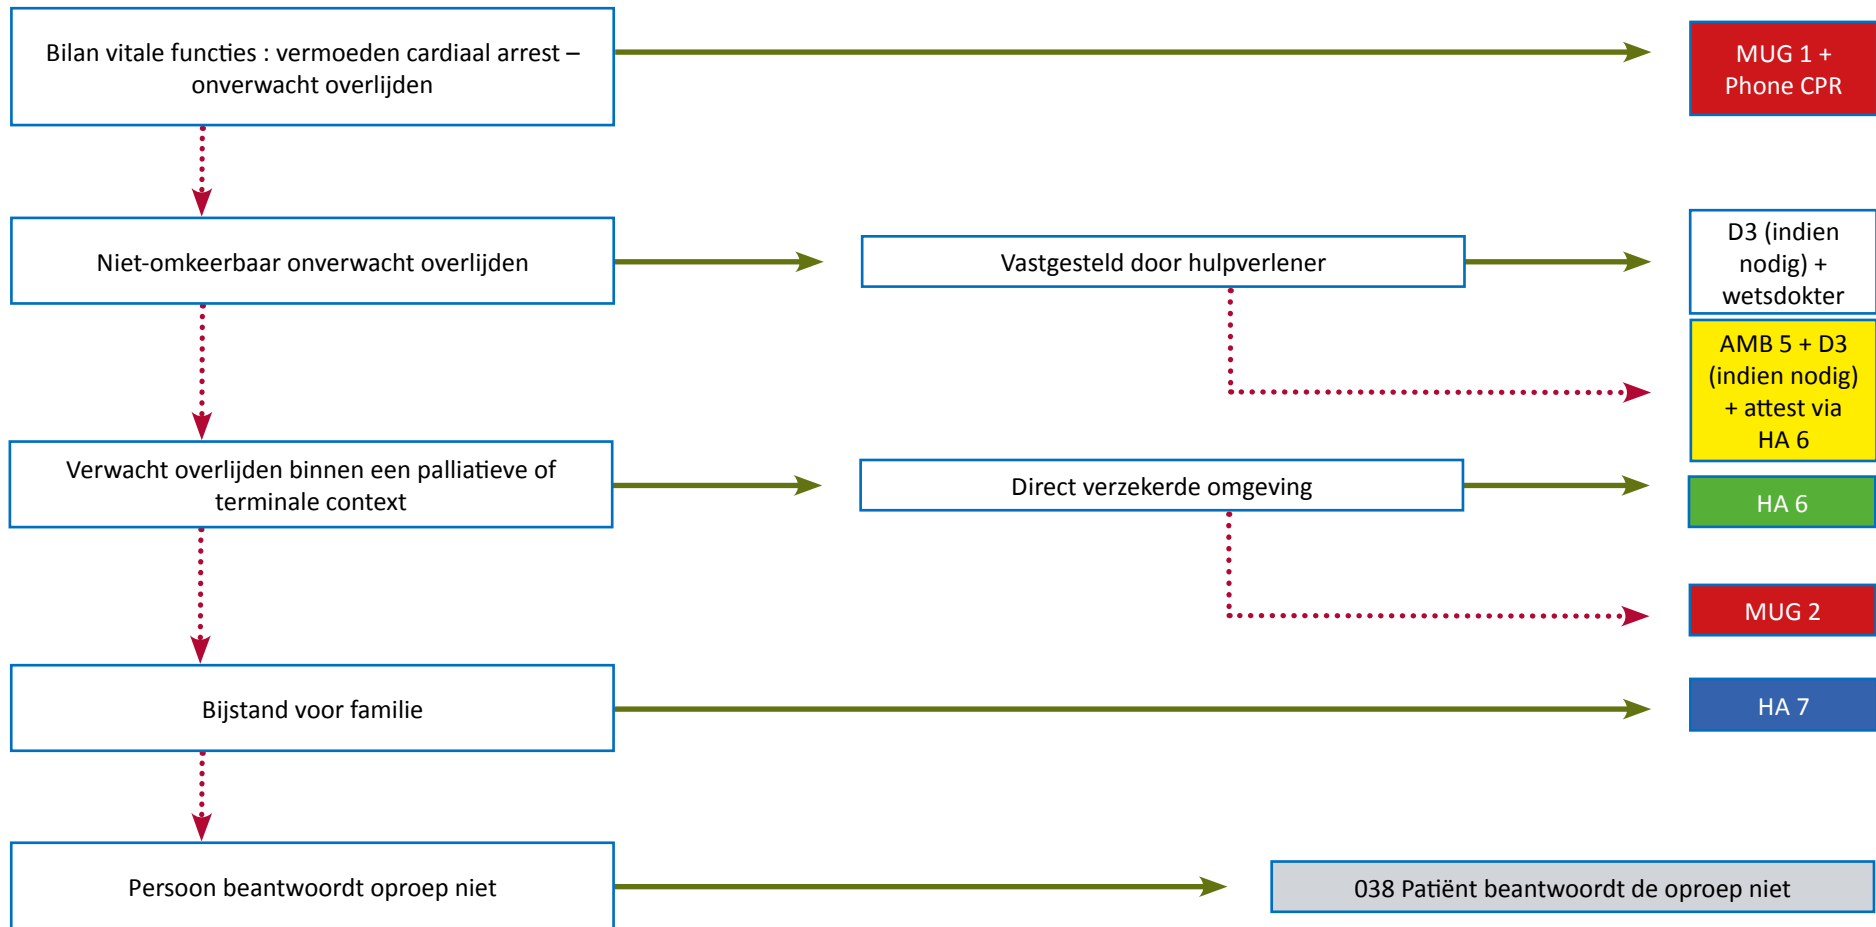 Bilan vitale functies : vermoeden cardiaal arrest –
onverwacht overlijden
MUG 1 +
Phone CPR
Niet-omkeerbaar onverwacht overlijden
Vastgesteld door hulpverlener
D3 (indien
nodig) +
wetsdokter
AMB 5 + D3
(indien nodig)
+ attest via
HA 6
Verwacht overlijden binnen een palliatieve of
terminale context
Direct verzekerde omgeving
HA 6
MUG 2
Bijstand voor familie
HA 7
Persoon beantwoordt oproep niet
038 Patiënt beantwoordt de oproep niet